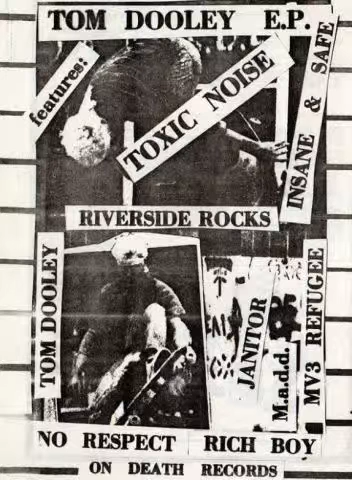 TOM DOOLEY E.P.
features:
TOXIC NOISE
INSANE & SAFE
RIVERSIDE ROCKS
TOM DOOLEY
JANITOR
M.a.d.d.
MV3 REFUGEE
NO RESPECT
RICH BOY
ON DEATH RECORDS